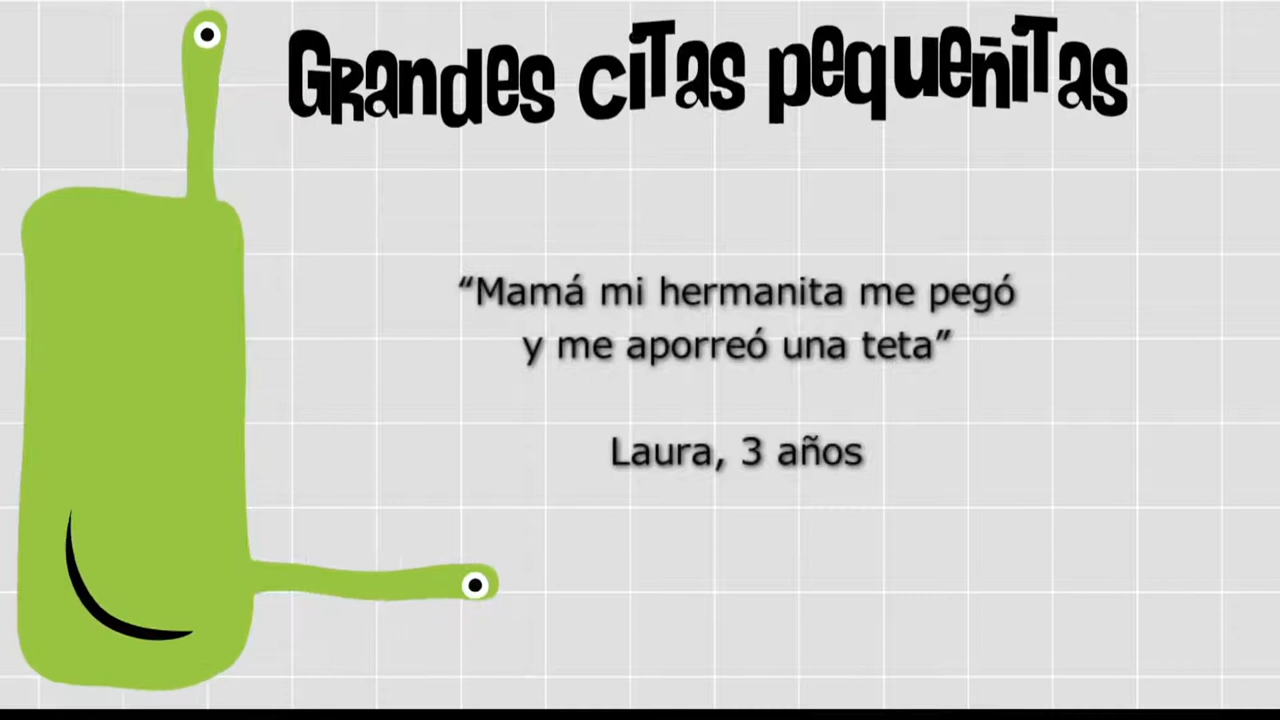 Grandes citas pequeñitas
“Mamá mi hermanita me pegó
y me aporreó una teta”
Laura, 3 años